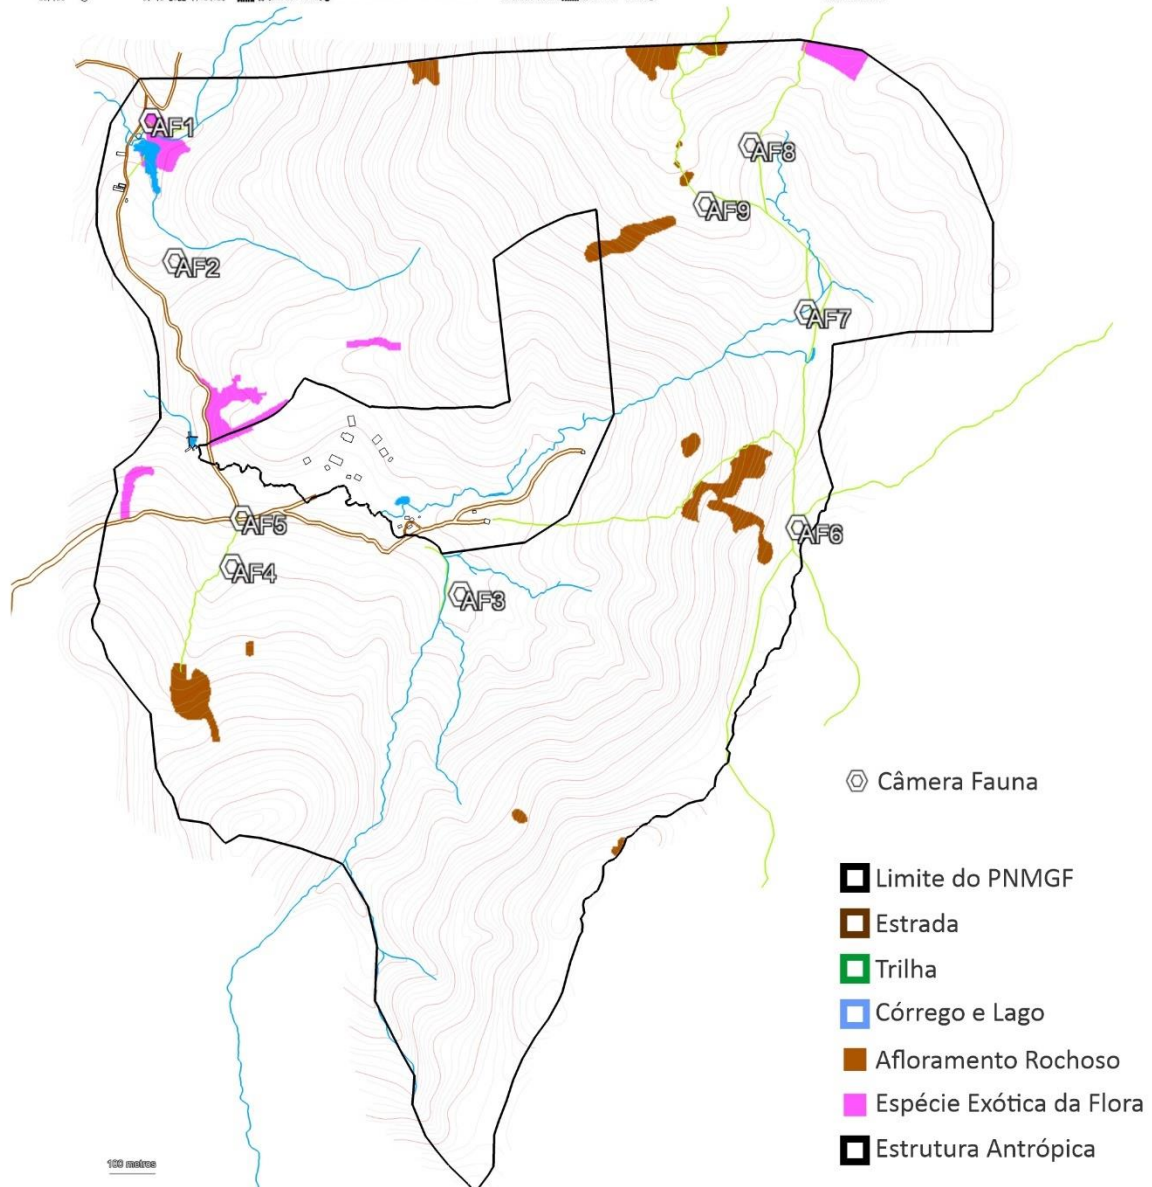 AF1
AF8
AF9
AF2
AF7
AF5
AF6
AF4
AF3
Câmera Fauna
Limite do PNMGF
Estrada
Trilha
Córrego e Lago
Afloramento Rochoso
Espécie Exótica da Flora
Estrutura Antrópica
100 metros